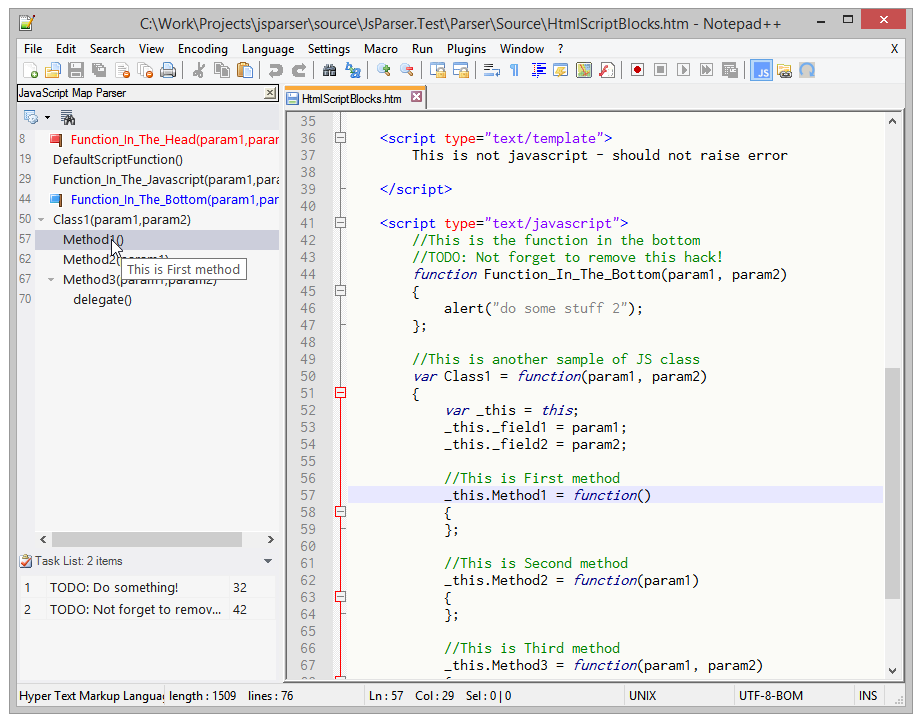 C:\Work\Projects\jsparser\source\JsParser.Test\Parser\Source\HtmlScriptBlocks.htm - Notepad++
File Edit Search View Encoding Language Settings Macro Run Plugins Window ? X
JS
JavaScript Map Parser
HtmlScriptBlocks.htm
8 Function_In_The_Head(param1,parar
19 DefaultScriptFunction()
29 Function_In_The_Javascript(param1,para
44 Function_In_The_Bottom(param1,par
50 Class1(param1,param2)
57 Method1()
62 Method2(param1)
This is First method
67 Method3(param1,param2)
70 delegate()
Task List: 2 items
1 TODO: Do something! 32
2 TODO: Not forget to remov... 42
35
36 <script type="text/template">
37 This is not javascript - should not raise error
38
39 </script>
40
41 <script type="text/javascript">
42 //This is the function in the bottom
43 //TODO: Not forget to remove this hack!
44 function Function_In_The_Bottom(param1, param2)
45 {
46 alert("do some stuff 2");
47 };
48
49 //This is another sample of JS class
50 var Class1 = function(param1, param2)
51 {
52 var _this = this;
53 _this._field1 = param1;
54 _this._field2 = param2;
55
56 //This is First method
57 _this.Method1 = function()
58 {
59 };
60
61 //This is Second method
62 _this.Method2 = function(param1)
63 {
64 };
65
66 //This is Third method
67 _this.Method3 = function(param1, param2)
Hyper Text Markup Languag length : 1509 lines : 76 Ln : 57 Col : 29 Sel : 0 | 0 UNIX UTF-8-BOM INS